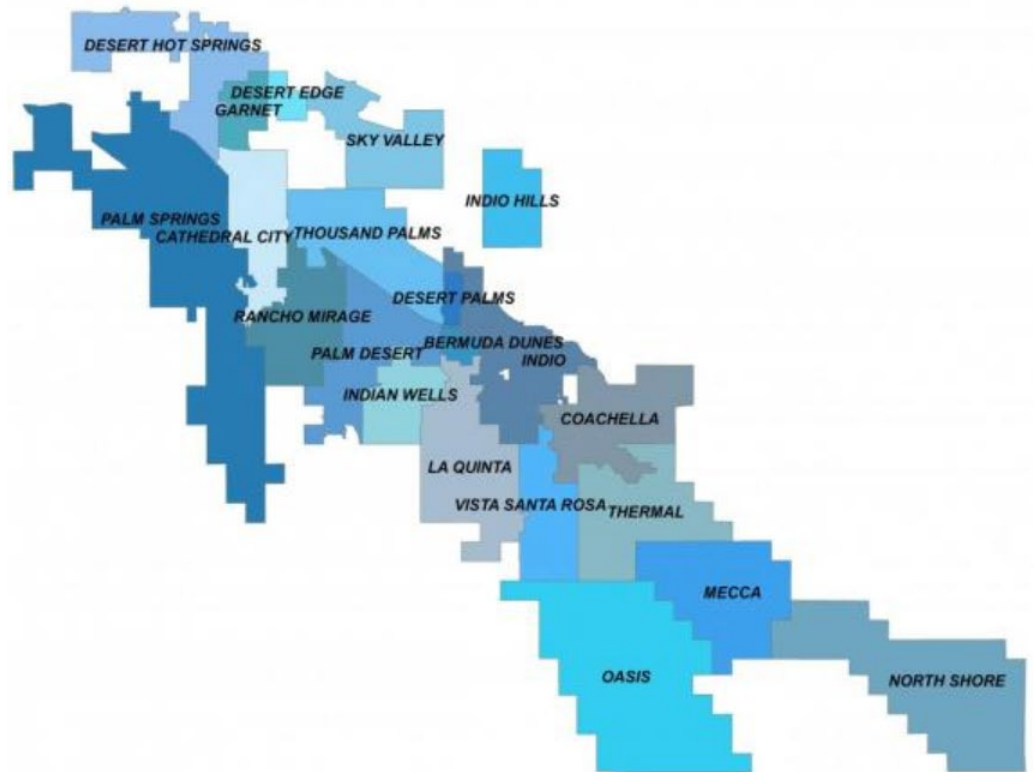 DESERT HOT SPRINGS
DESERT EDGE
GARNET
SKY VALLEY
INDIO HILLS
PALM SPRINGS
CATHEDRAL CITY
THOUSAND PALMS
DESERT PALMS
RANCHO MIRAGE
BERMUDA DUNES
PALM DESERT
INDIO
INDIAN WELLS
COACHELLA
LA QUINTA
VISTA SANTA ROSA
THERMAL
MECCA
OASIS
NORTH SHORE